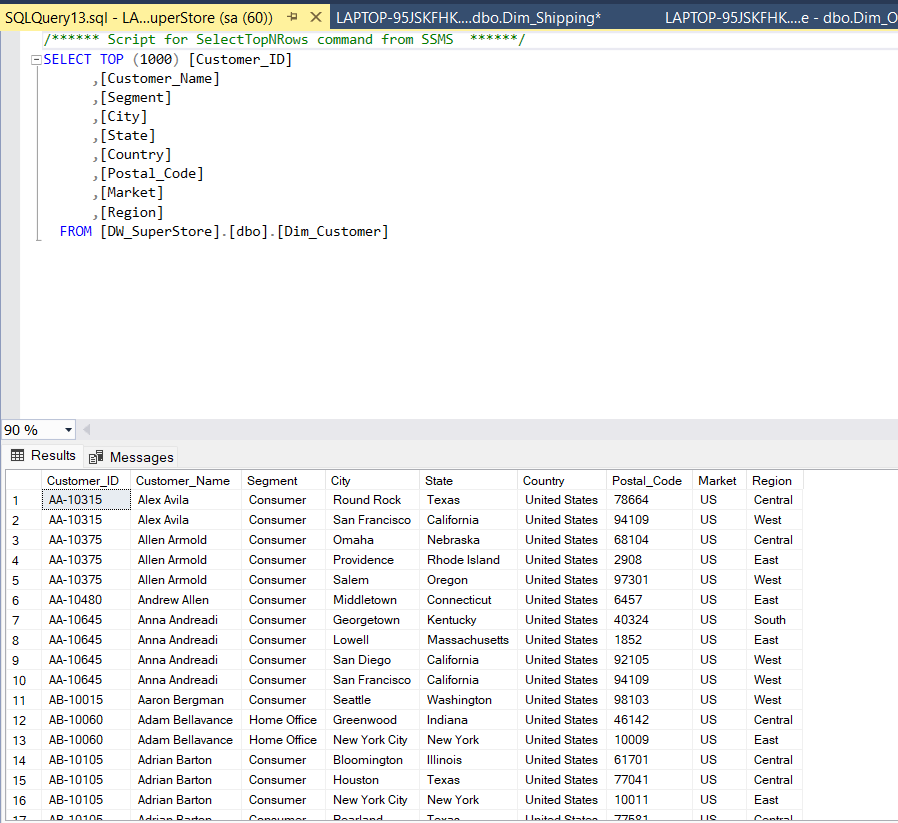 SQLQuery13.sql - LA...uperStore (sa (60)) LAPTOP-95JSKFHK....dbo.Dim_Shipping* LAPTOP-95JSKFHK....e - dbo.Dim_O
/****** Script for SelectTopNRows command from SSMS  ******/
SELECT TOP (1000) [Customer_ID]
,[Customer_Name]
,[Segment]
,[City]
,[State]
,[Country]
,[Postal_Code]
,[Market]
,[Region]
FROM [DW_SuperStore].[dbo].[Dim_Customer]
90 %
Results Messages
Customer_ID Customer_Name Segment City State Country Postal_Code Market Region
1 AA-10315 Alex Avila Consumer Round Rock Texas United States 78664 US Central
2 AA-10315 Alex Avila Consumer San Francisco California United States 94109 US West
3 AA-10375 Allen Armold Consumer Omaha Nebraska United States 68104 US Central
4 AA-10375 Allen Armold Consumer Providence Rhode Island United States 2908 US East
5 AA-10375 Allen Armold Consumer Salem Oregon United States 97301 US West
6 AA-10480 Andrew Allen Consumer Middletown Connecticut United States 6457 US East
7 AA-10645 Anna Andreadi Consumer Georgetown Kentucky United States 40324 US South
8 AA-10645 Anna Andreadi Consumer Lowell Massachusetts United States 1852 US East
9 AA-10645 Anna Andreadi Consumer San Diego California United States 92105 US West
10 AA-10645 Anna Andreadi Consumer San Francisco California United States 94109 US West
11 AB-10015 Aaron Bergman Consumer Seattle Washington United States 98103 US West
12 AB-10060 Adam Bellavance Home Office Greenwood Indiana United States 46142 US Central
13 AB-10060 Adam Bellavance Home Office New York City New York United States 10009 US East
14 AB-10105 Adrian Barton Consumer Bloomington Illinois United States 61701 US Central
15 AB-10105 Adrian Barton Consumer Houston Texas United States 77041 US Central
16 AB-10105 Adrian Barton Consumer New York City New York United States 10011 US East
17 AB-10105 Adrian Barton Consumer Pearland Texas United States 77581 US Central